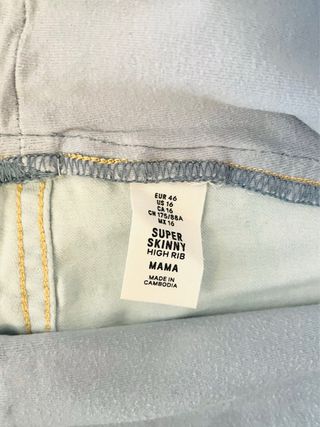 EUR 46
US 16
CA 16
CN 175/88A
MX 16
SUPER
SKINNY
HIGH RIB
MAMA
MADE IN
CAMBODIA